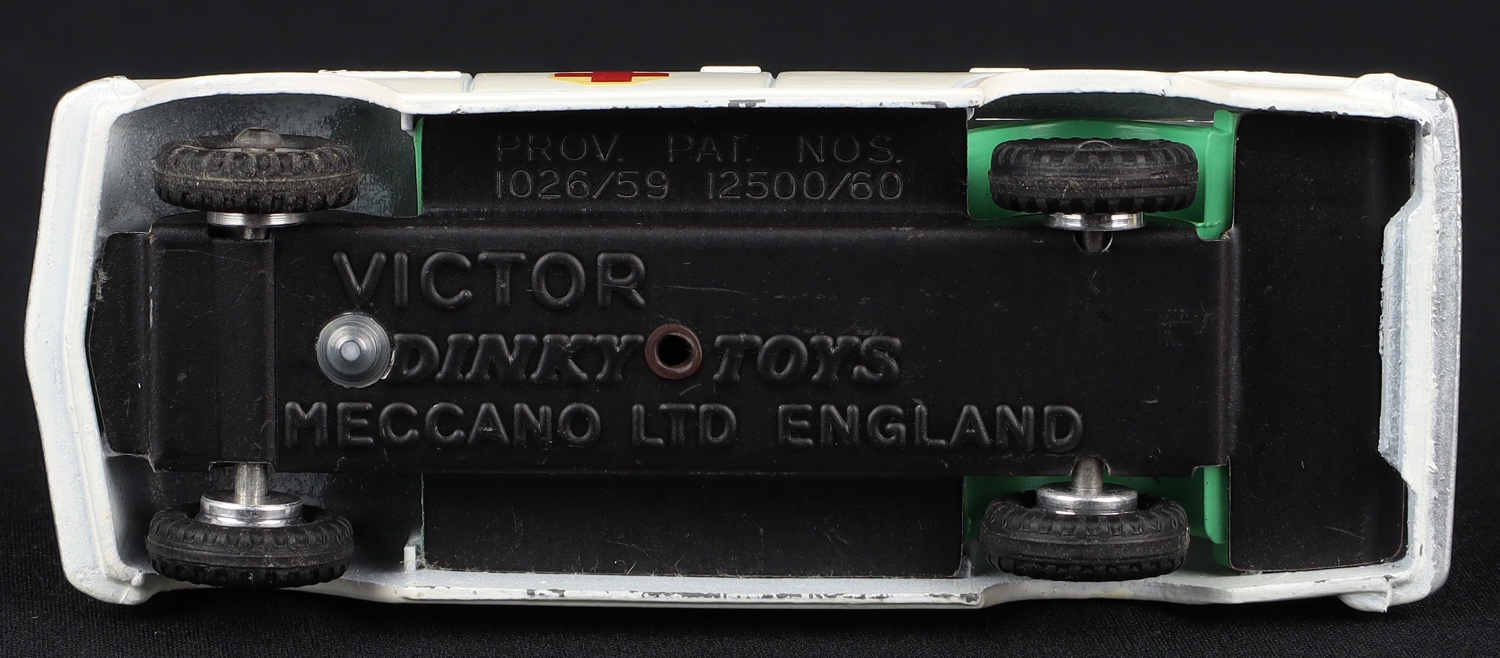 PROV. PAT. NOS.
1026/59 12500/60
VICTOR
DINKY TOYS
MECCANO LTD ENGLAND